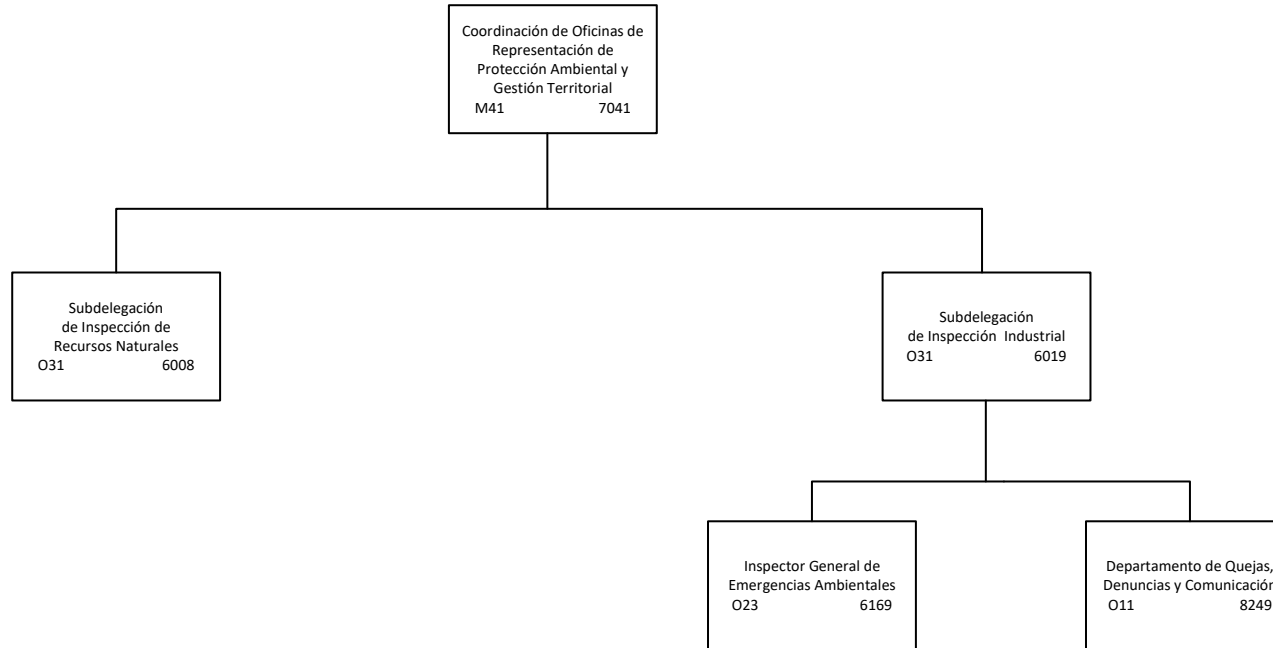 Coordinación de Oficinas de
Representación de
Protección Ambiental y
Gestión Territorial
M41 7041
Subdelegación
de Inspección de
Recursos Naturales
O31 6008
Subdelegación
de Inspección Industrial
O31 6019
Inspector General de
Emergencias Ambientales
O23 6169
Departamento de Quejas,
Denuncias y Comunicación
O11 8249